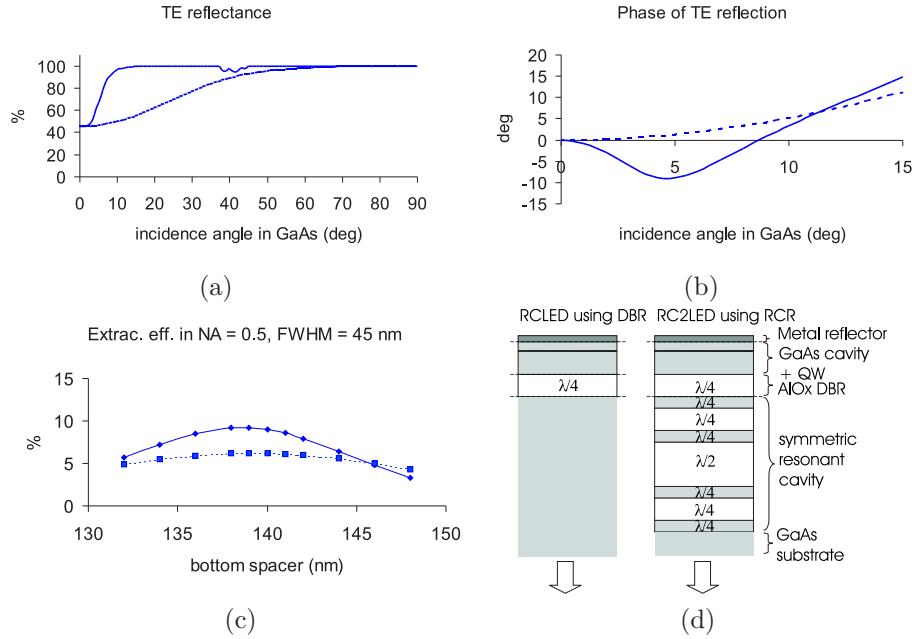 TE reflectance
100
80
60
40
20
0
%
0 10 20 30 40 50 60 70 80 90
incidence angle in GaAs (deg)
(a)
Phase of TE reflection
20
15
10
5
0
-5
-10
-15
deg
0 5 10 15
incidence angle in GaAs (deg)
(b)
Extrac. eff. in NA = 0.5, FWHM = 45 nm
15
10
5
0
%
130 135 140 145 150
bottom spacer (nm)
(c)
RCLED using DBR RC2LED using RCR
Metal reflector
GaAs cavity
+ QW
AlOx DBR
λ/4
λ/4
λ/4
λ/4
λ/4
λ/2
λ/4
λ/4
λ/4
symmetric
resonant
cavity
GaAs
substrate
(d)